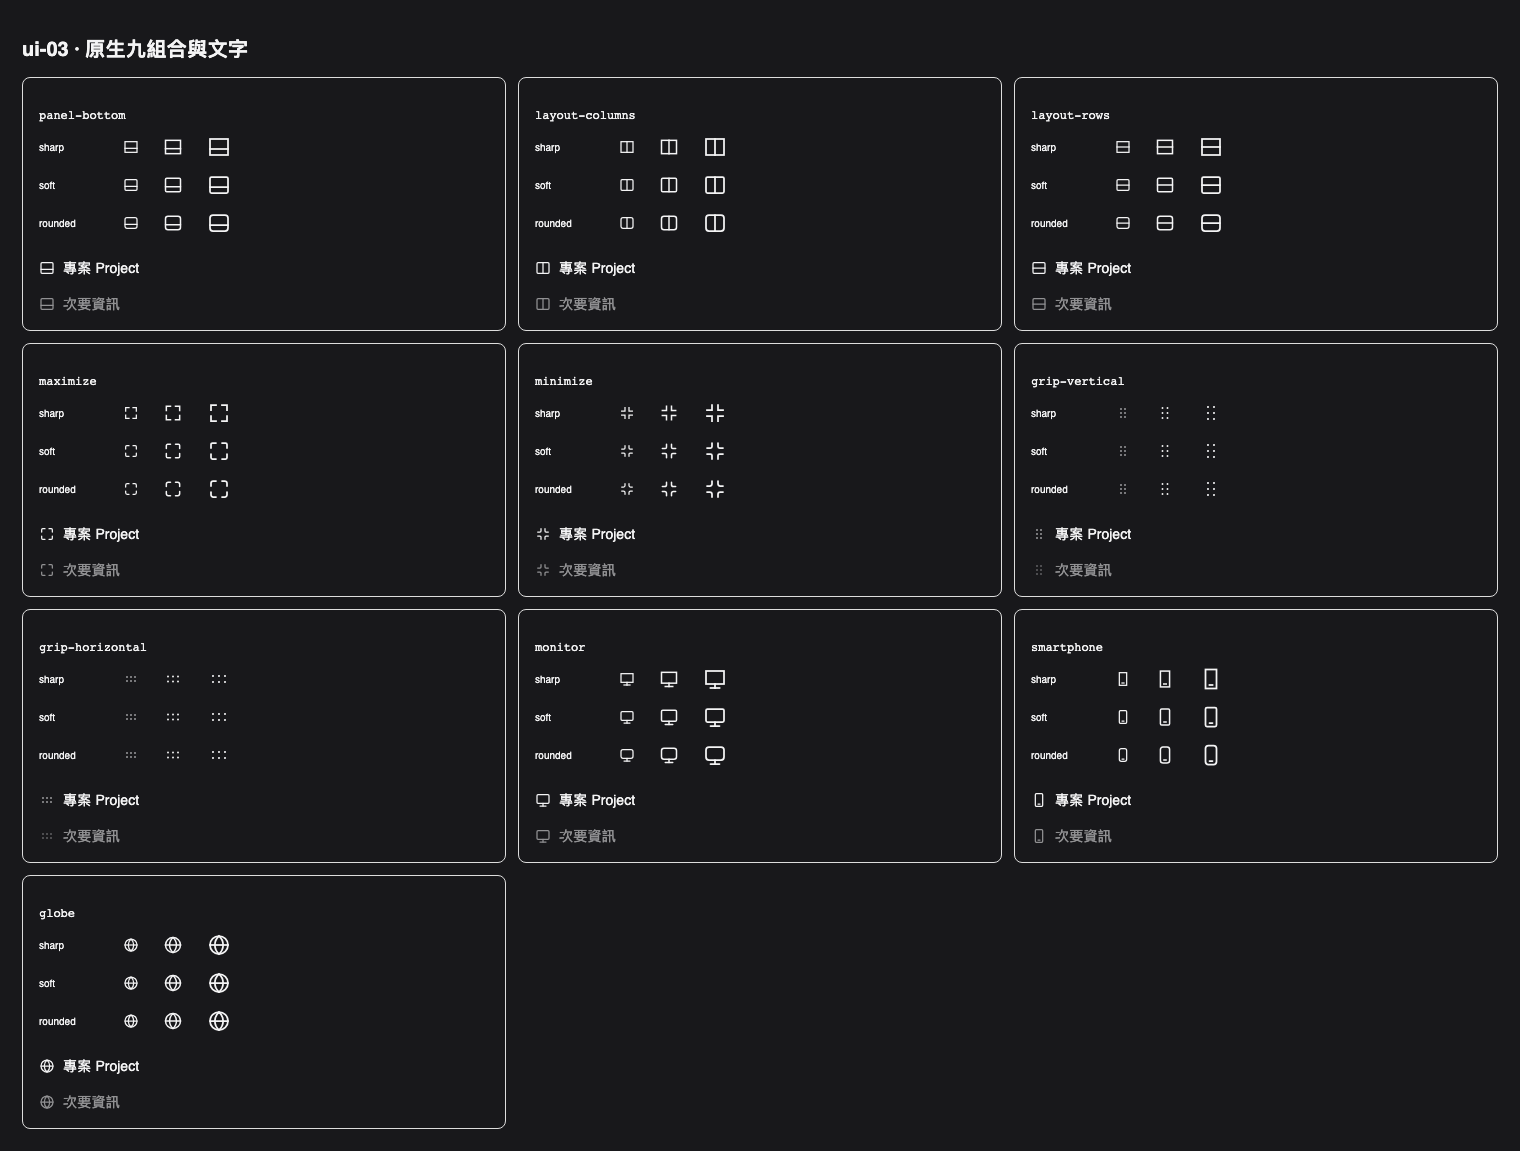 ui-03 · 原生九組合與文字
panel-bottom
sharp
soft
rounded
專案 Project
次要資訊
layout-columns
sharp
soft
rounded
專案 Project
次要資訊
layout-rows
sharp
soft
rounded
專案 Project
次要資訊
maximize
sharp
soft
rounded
專案 Project
次要資訊
minimize
sharp
soft
rounded
專案 Project
次要資訊
grip-vertical
sharp
soft
rounded
專案 Project
次要資訊
grip-horizontal
sharp
soft
rounded
專案 Project
次要資訊
monitor
sharp
soft
rounded
專案 Project
次要資訊
smartphone
sharp
soft
rounded
專案 Project
次要資訊
globe
sharp
soft
rounded
專案 Project
次要資訊